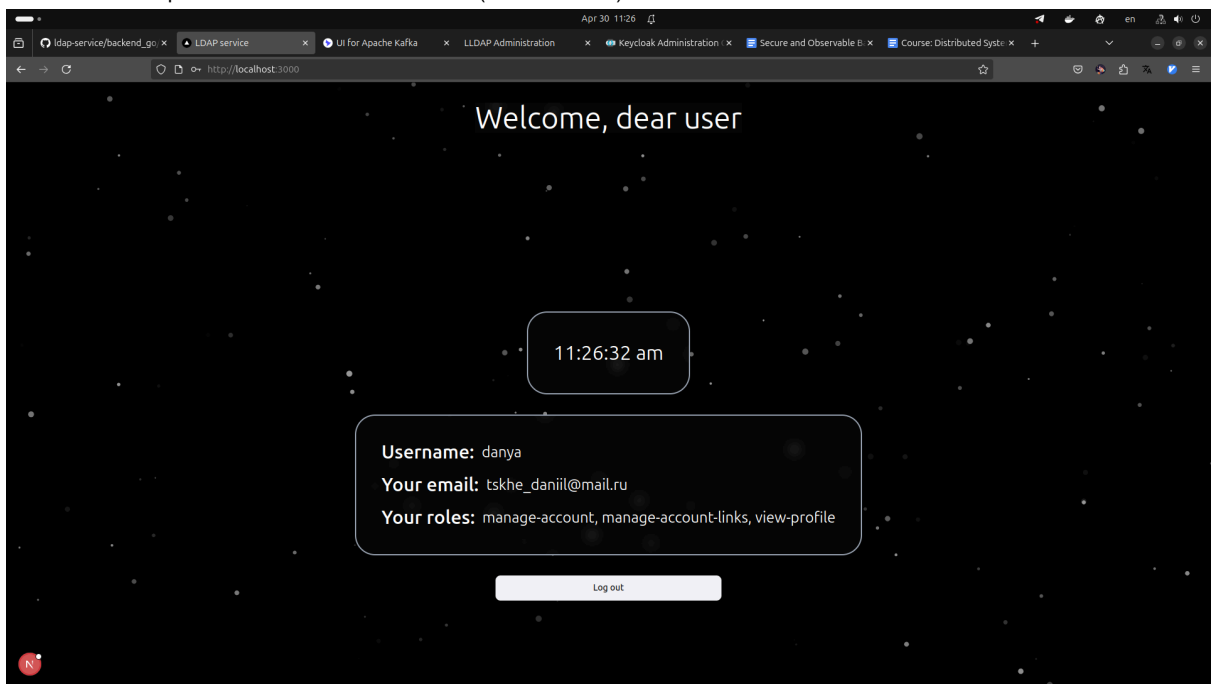 Apr 30 11:26
en
ldap-service/backend_go,
LDAP service
UI for Apache Kafka
LLDAP Administration
Keycloak Administration
Secure and Observable B
Course: Distributed Syste
http://localhost:3000
Welcome, dear user
11:26:32 am
Username: danya
Your email: tskhe_daniil@mail.ru
Your roles: manage-account, manage-account-links, view-profile
Log out
N